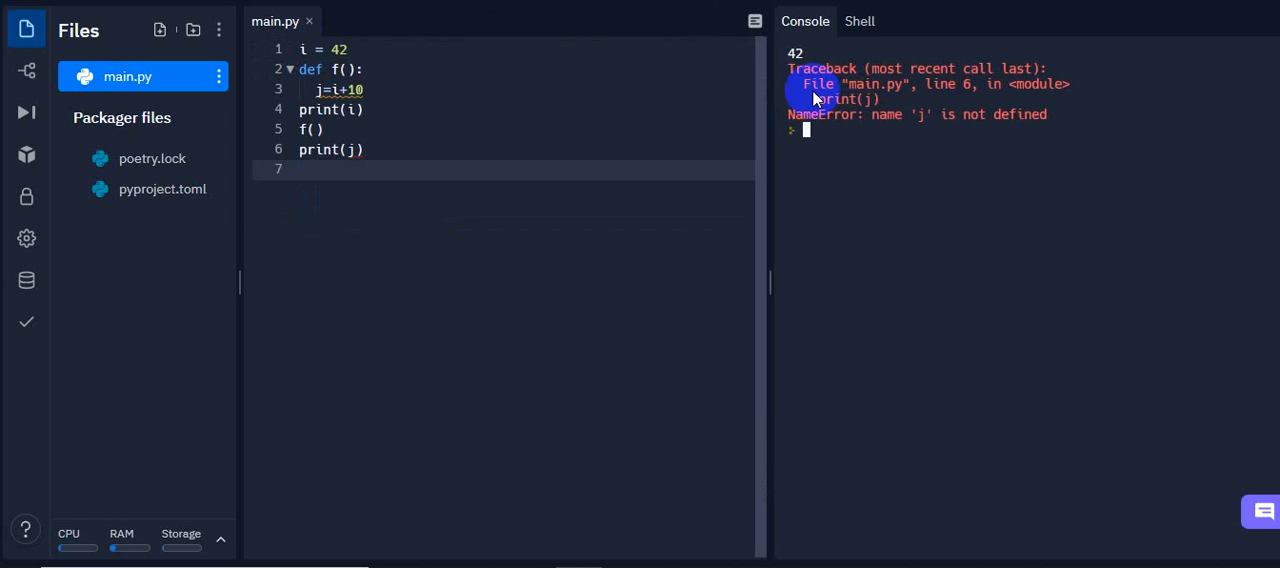 Files
main.py
Packager files
poetry.lock
pyproject.toml
CPU RAM Storage
?
main.py ×
1 i = 42
2 def f():
3 j=i+10
4 print(i)
5 f()
6 print(j)
7
Console Shell
42
Traceback (most recent call last):
File "main.py", line 6, in <module>
print(j)
NameError: name 'j' is not defined